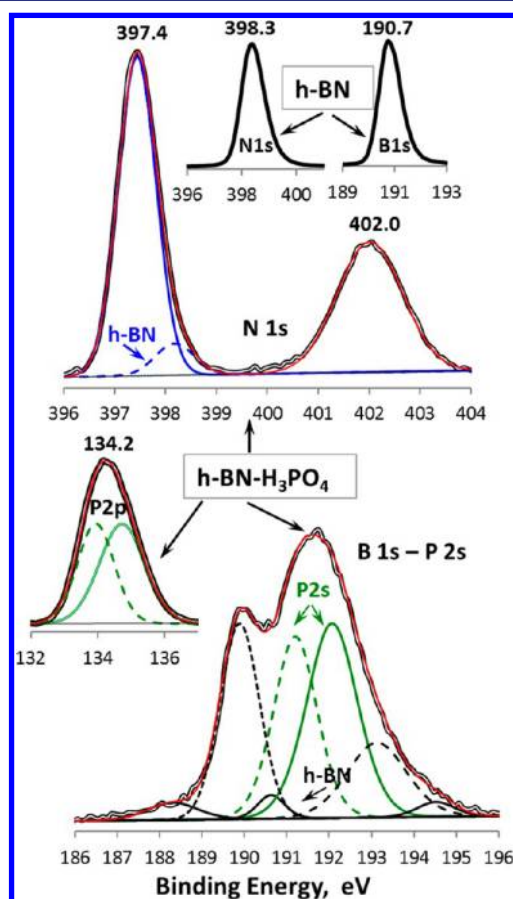 397.4
398.3
190.7
h-BN
N1s
B1s
396 398 400
189 191 193
402.0
N 1s
h-BN
396 397 398 399 400 401 402 403 404
134.2
h-BN-H₃PO₄
P2p
B 1s – P 2s
P2s
132 134 136
h-BN
186 187 188 189 190 191 192 193 194 195 196
Binding Energy, eV